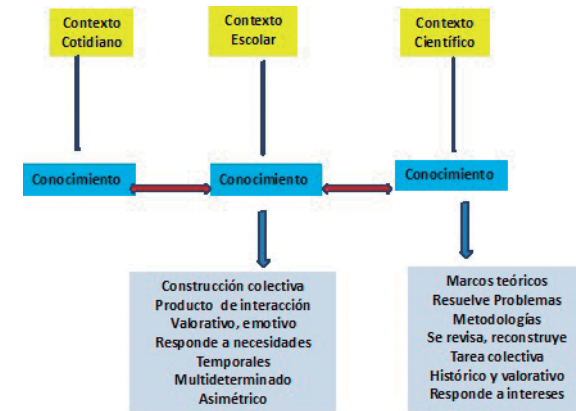 Contexto
Cotidiano
Contexto
Escolar
Contexto
Científico
Conocimiento
Conocimiento
Conocimiento
Construcción colectiva
Producto de interacción
Valorativo, emotivo
Responde a necesidades
Temporales
Multideterminado
Asimétrico
Marcos teóricos
Resuelve Problemas
Metodologías
Se revisa, reconstruye
Tarea colectiva
Histórico y valorativo
Responde a intereses